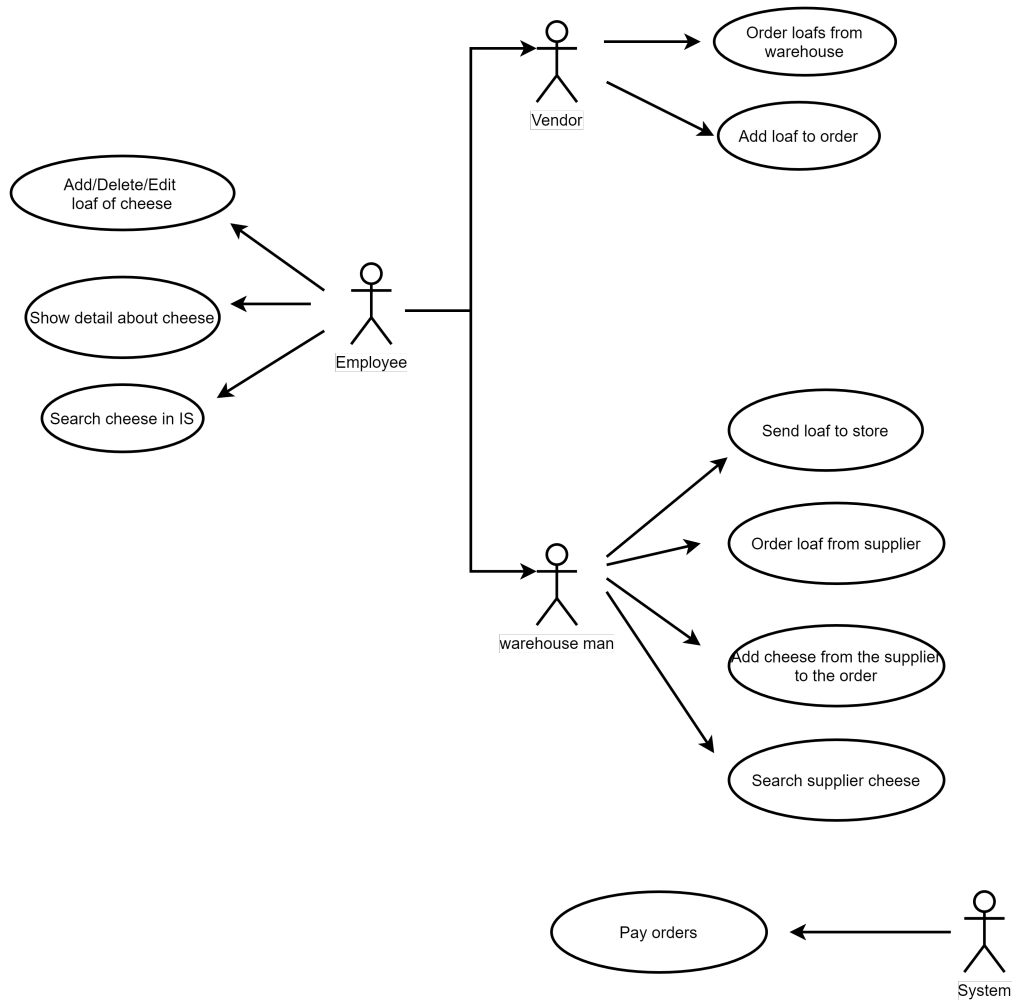 Order loafs from
warehouse
Vendor
Add loaf to order
Add/Delete/Edit
loaf of cheese
Show detail about cheese
Employee
Search cheese in IS
Send loaf to store
Order loaf from supplier
warehouse man
Add cheese from the supplier
to the order
Search supplier cheese
Pay orders
System